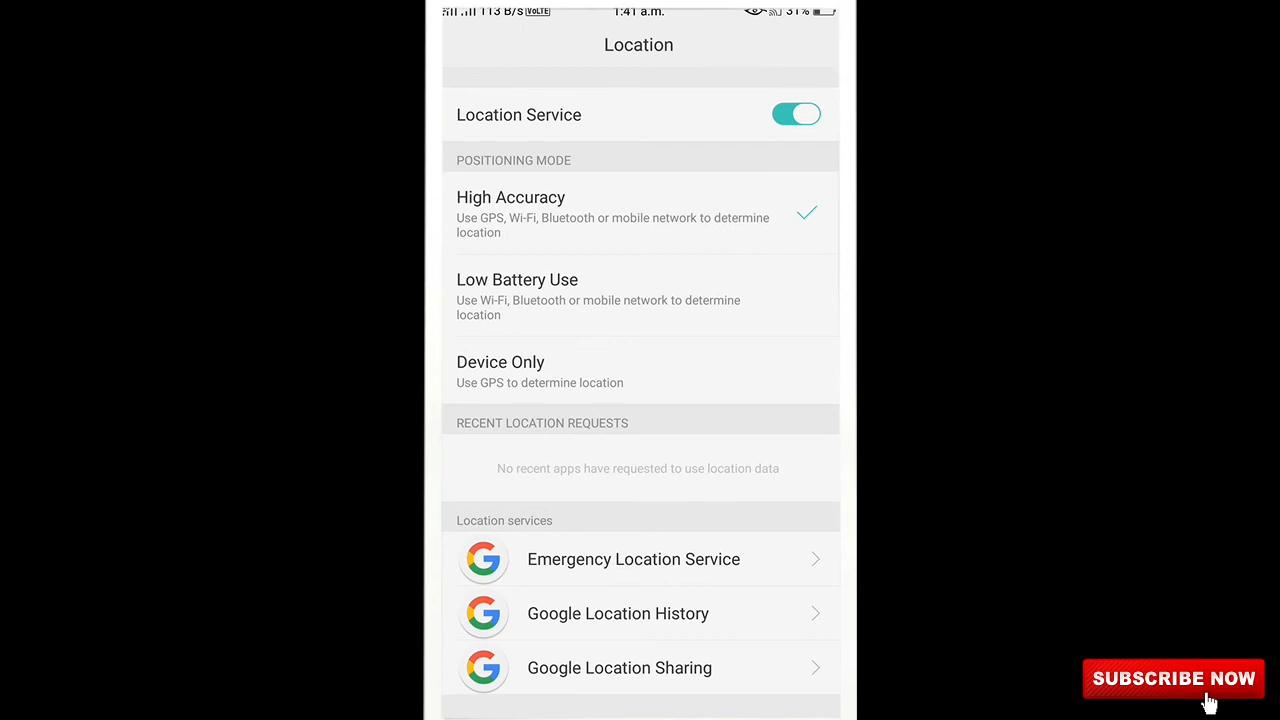 113 B/s VoLTE 1:41 a.m. 31%
Location
Location Service
POSITIONING MODE
High Accuracy
Use GPS, Wi-Fi, Bluetooth or mobile network to determine
location
Low Battery Use
Use Wi-Fi, Bluetooth or mobile network to determine
location
Device Only
Use GPS to determine location
RECENT LOCATION REQUESTS
No recent apps have requested to use location data
Location services
Emergency Location Service
Google Location History
Google Location Sharing
SUBSCRIBE NOW